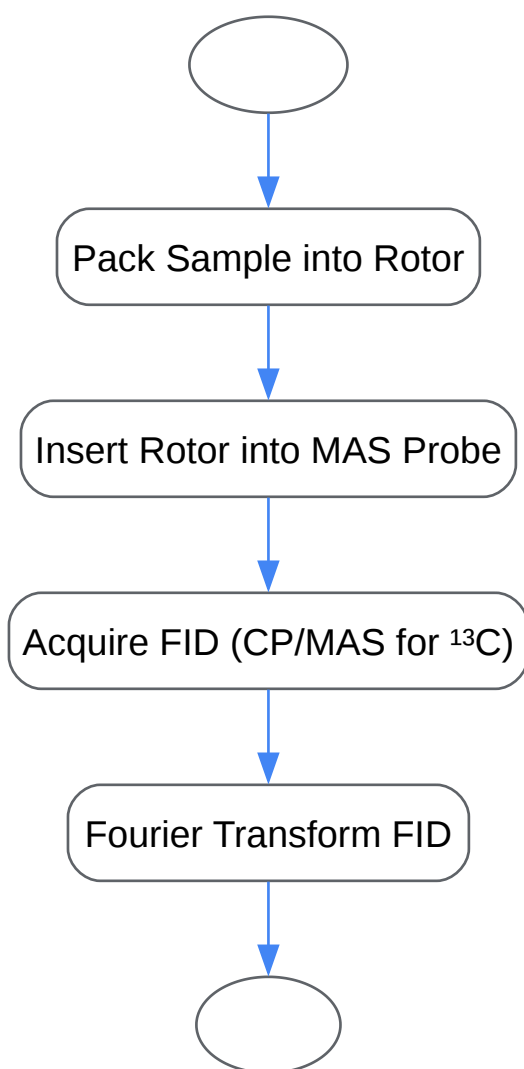 Pack Sample into Rotor
Insert Rotor into MAS Probe
Acquire FID (CP/MAS for ¹³C)
Fourier Transform FID